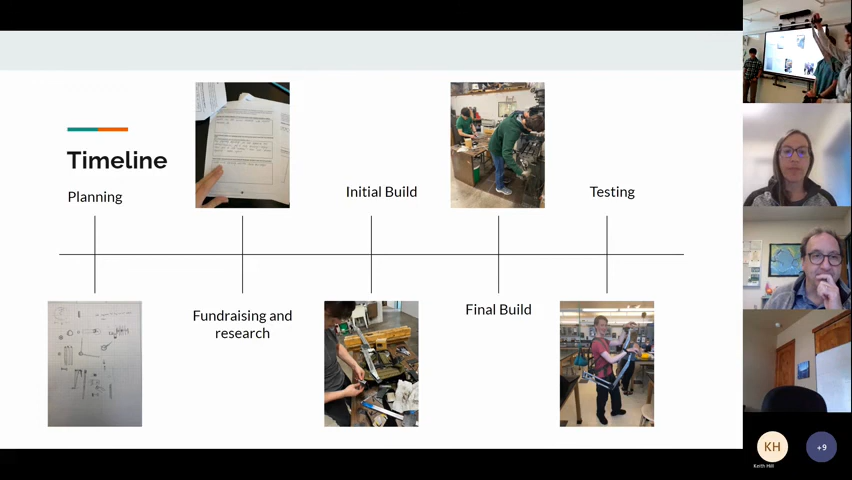 Timeline
Planning
Initial Build
Testing
Fundraising and
research
Final Build
KH
Keith Hill
+9